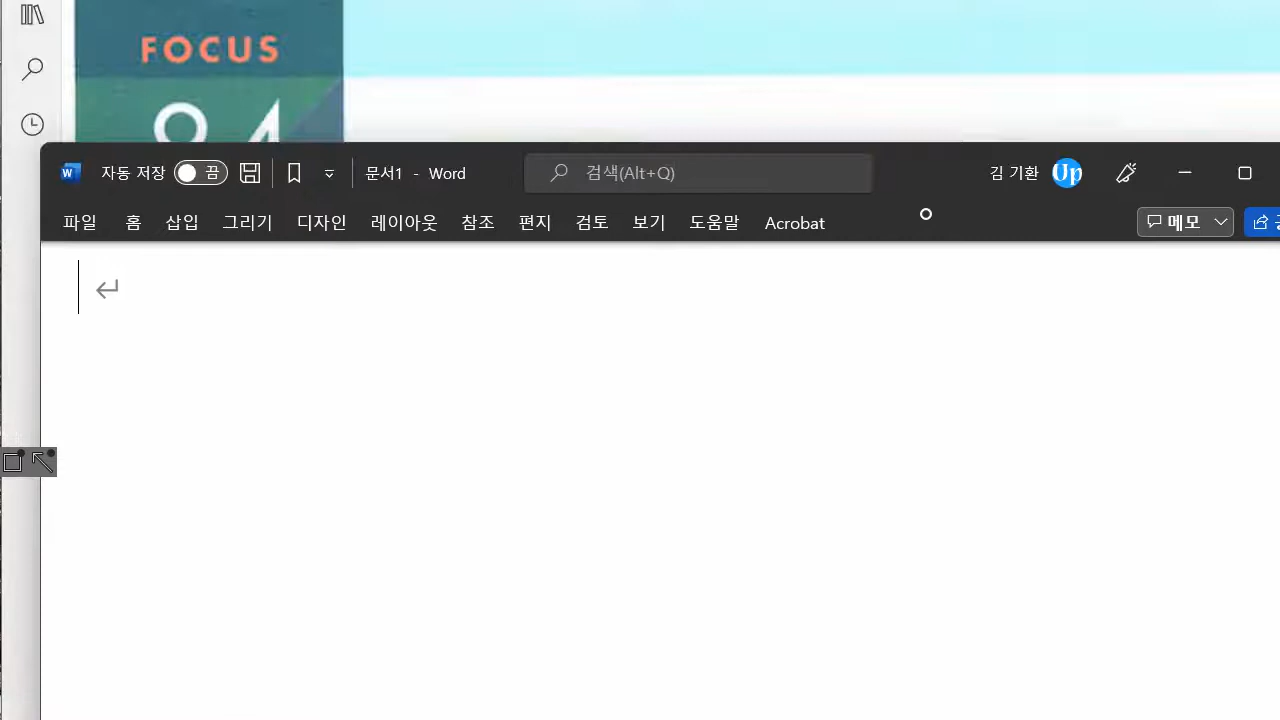 FOCUS
84
자동 저장 끔 문서1 - Word 검색(Alt+Q) 김 기환 Up
파일 홈 삽입 그리기 디자인 레이아웃 참조 편지 검토 보기 도움말 Acrobat 메모